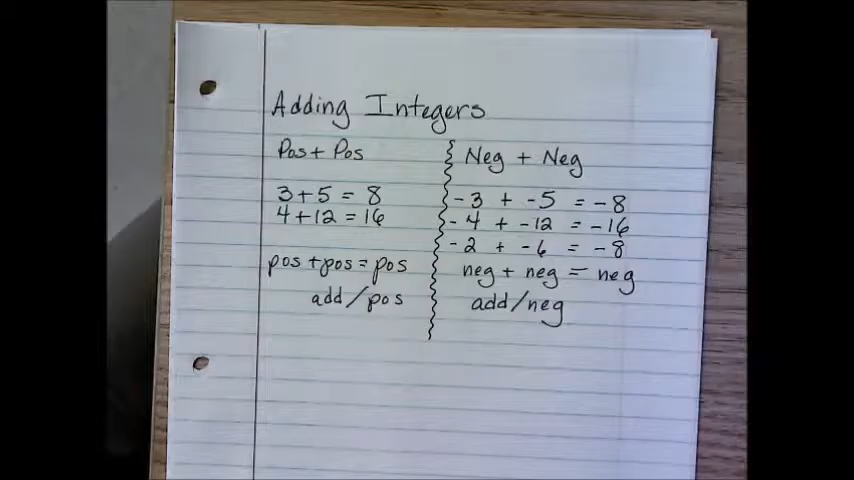 Adding Integers
Pos + Pos
3 + 5 = 8
4 + 12 = 16
pos + pos = pos
add/pos
Neg + Neg
-3 + -5 = -8
-4 + -12 = -16
-2 + -6 = -8
neg + neg = neg
add/neg